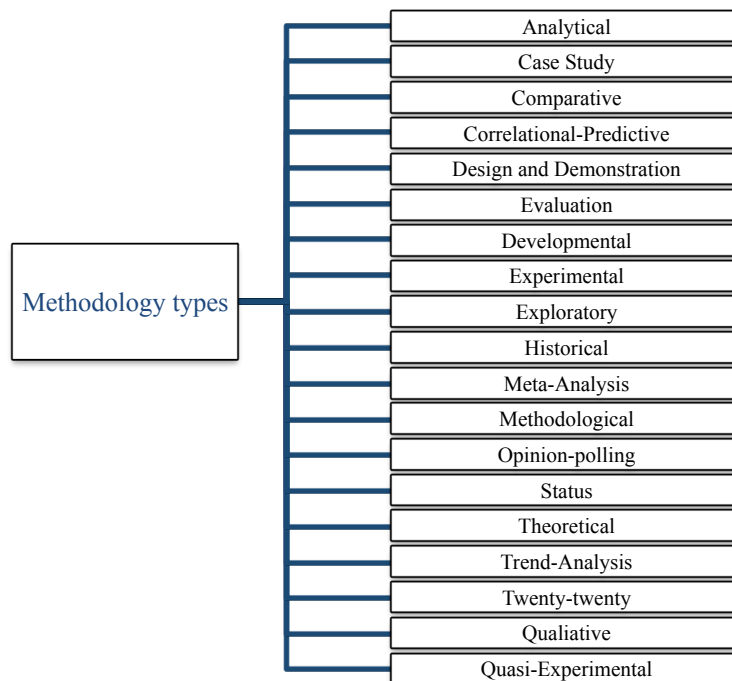 Analytical
Case Study
Comparative
Correlational-Predictive
Design and Demonstration
Evaluation
Developmental
Methodology types
Experimental
Exploratory
Historical
Meta-Analysis
Methodological
Opinion-polling
Status
Theoretical
Trend-Analysis
Twenty-twenty
Qualiative
Quasi-Experimental